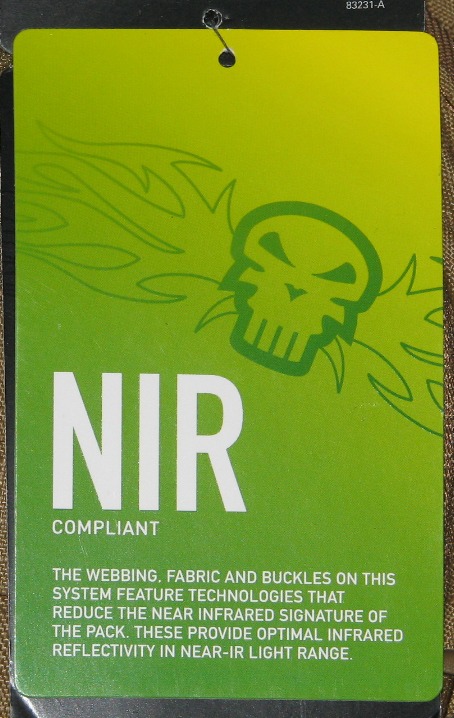 83231-A
NIR
COMPLIANT
THE WEBBING, FABRIC AND BUCKLES ON THIS
SYSTEM FEATURE TECHNOLOGIES THAT
REDUCE THE NEAR INFRARED SIGNATURE OF
THE PACK. THESE PROVIDE OPTIMAL INFRARED
REFLECTIVITY IN NEAR-IR LIGHT RANGE.